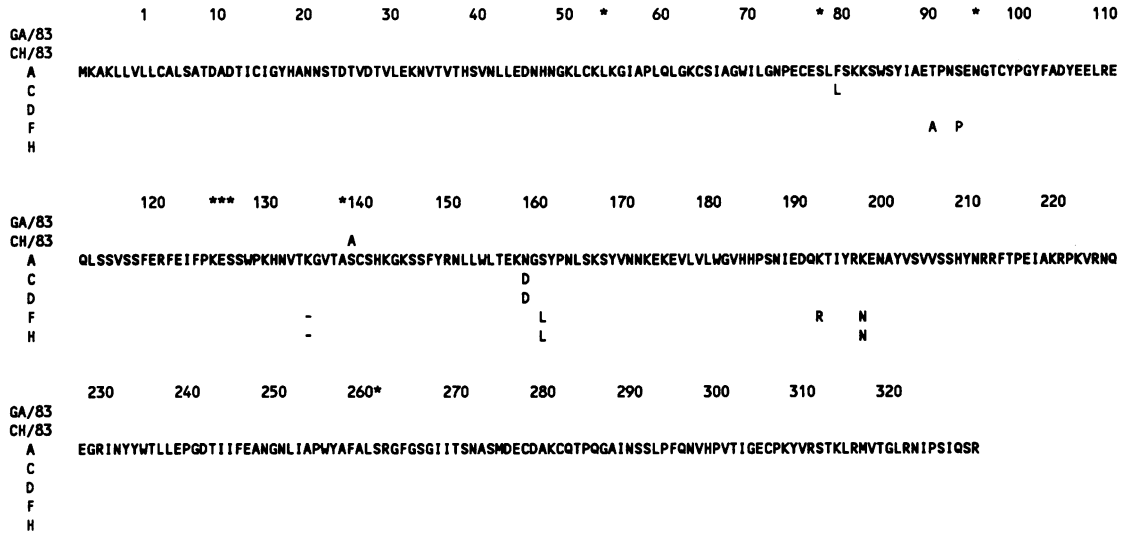 1 10 20 30 40 50 * 60 70 * 80 90 * 100 110
GA/83
CH/83
A MKAKLLVLLCALSATDADTICIGYHANNSTDTVDTVLEKNVTVTHSVNLLEDNHNGKLCKLKGIAPLQLGKCSIAGWILGNPECESLFSKKSWSYIAETPNSENGTCYPGYFADYEELRE
C L
D
F A P
H
120 *** 130 *140 150 160 170 180 190 200 210 220
GA/83
CH/83 A
A QLSSVSSFERFEIFPKESSWPKHNVTKGVTASCSHKGKSSFYRNLLWLTEKNGSYPNLSKSYVNNKEKEVLVLWGVHHPSNIEDQKTIYRKENAYVSVVSSHYNRRFTPEIAKRPKVRNQ
C D
D D
F - L R N
H - L N
230 240 250 260* 270 280 290 300 310 320
GA/83
CH/83
A EGRINYYWTLLEPGDTIIFEANGNLIAPWYAFALSRGFGSGIITSNASMDECDAKCQTPQGAINSSLPFQNVHPVTIGECPKYVRSTKLRMVTGLRNIPSIQSR
C
D
F
H